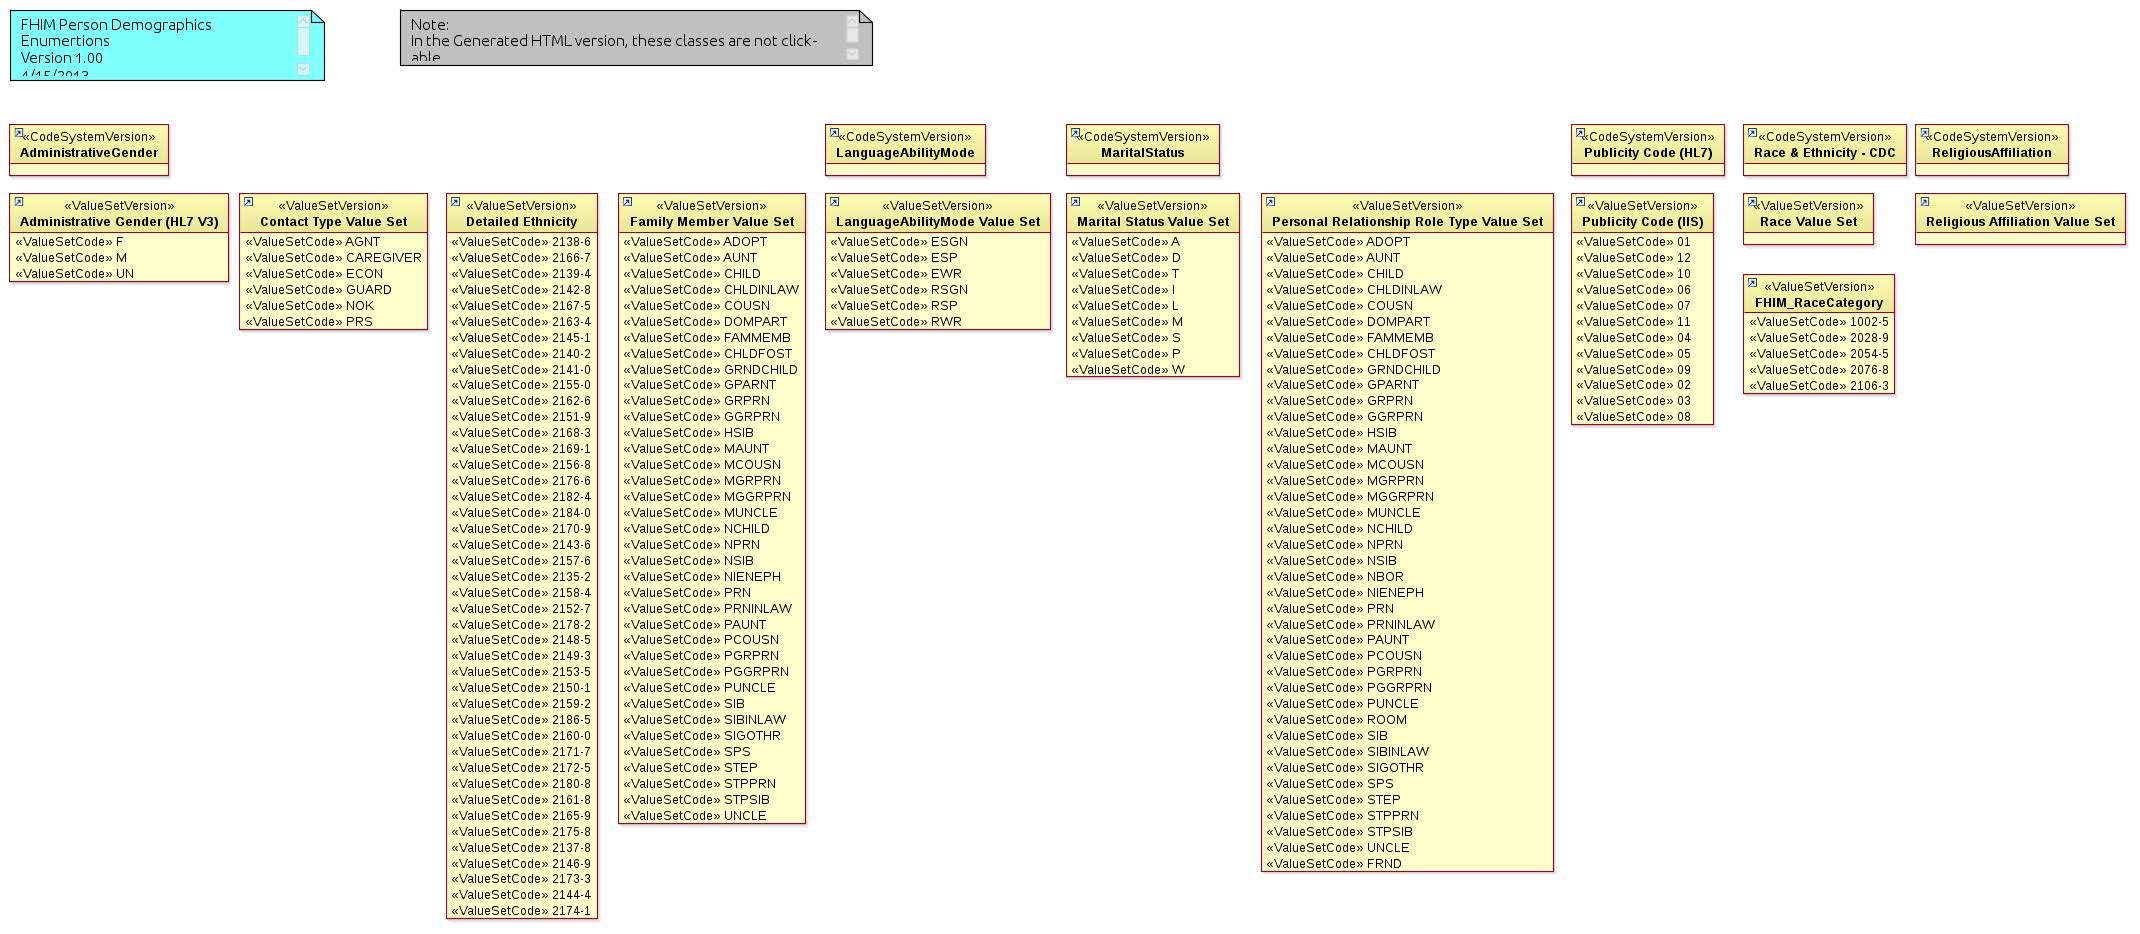 FHIM Person Demographics
Enumertions
Version 1.00
4/15/2013
Note:
In the Generated HTML version, these classes are not click-
able
«CodeSystemVersion»
AdministrativeGender
«CodeSystemVersion»
LanguageAbilityMode
«CodeSystemVersion»
MaritalStatus
«CodeSystemVersion»
Publicity Code (HL7)
«CodeSystemVersion»
Race & Ethnicity - CDC
«CodeSystemVersion»
ReligiousAffiliation
«ValueSetVersion»
Administrative Gender (HL7 V3)
«ValueSetCode» F
«ValueSetCode» M
«ValueSetCode» UN
«ValueSetVersion»
Contact Type Value Set
«ValueSetCode» AGNT
«ValueSetCode» CAREGIVER
«ValueSetCode» ECON
«ValueSetCode» GUARD
«ValueSetCode» NOK
«ValueSetCode» PRS
«ValueSetVersion»
Detailed Ethnicity
«ValueSetCode» 2138-6
«ValueSetCode» 2166-7
«ValueSetCode» 2139-4
«ValueSetCode» 2142-8
«ValueSetCode» 2167-5
«ValueSetCode» 2163-4
«ValueSetCode» 2145-1
«ValueSetCode» 2140-2
«ValueSetCode» 2141-0
«ValueSetCode» 2155-0
«ValueSetCode» 2162-6
«ValueSetCode» 2151-9
«ValueSetCode» 2168-3
«ValueSetCode» 2169-1
«ValueSetCode» 2156-8
«ValueSetCode» 2176-6
«ValueSetCode» 2182-4
«ValueSetCode» 2184-0
«ValueSetCode» 2170-9
«ValueSetCode» 2143-6
«ValueSetCode» 2157-6
«ValueSetCode» 2135-2
«ValueSetCode» 2158-4
«ValueSetCode» 2152-7
«ValueSetCode» 2178-2
«ValueSetCode» 2148-5
«ValueSetCode» 2149-3
«ValueSetCode» 2153-5
«ValueSetCode» 2150-1
«ValueSetCode» 2159-2
«ValueSetCode» 2186-5
«ValueSetCode» 2160-0
«ValueSetCode» 2171-7
«ValueSetCode» 2172-5
«ValueSetCode» 2180-8
«ValueSetCode» 2161-8
«ValueSetCode» 2165-9
«ValueSetCode» 2175-8
«ValueSetCode» 2137-8
«ValueSetCode» 2146-9
«ValueSetCode» 2173-3
«ValueSetCode» 2144-4
«ValueSetCode» 2174-1
«ValueSetVersion»
Family Member Value Set
«ValueSetCode» ADOPT
«ValueSetCode» AUNT
«ValueSetCode» CHILD
«ValueSetCode» CHLDINLAW
«ValueSetCode» COUSN
«ValueSetCode» DOMPART
«ValueSetCode» FAMMEMB
«ValueSetCode» CHLDFOST
«ValueSetCode» GRNDCHILD
«ValueSetCode» GPARNT
«ValueSetCode» GRPRN
«ValueSetCode» GGRPRN
«ValueSetCode» HSIB
«ValueSetCode» MAUNT
«ValueSetCode» MCOUSN
«ValueSetCode» MGRPRN
«ValueSetCode» MGGRPRN
«ValueSetCode» MUNCLE
«ValueSetCode» NCHILD
«ValueSetCode» NPRN
«ValueSetCode» NSIB
«ValueSetCode» NIENEPH
«ValueSetCode» PRN
«ValueSetCode» PRNINLAW
«ValueSetCode» PAUNT
«ValueSetCode» PCOUSN
«ValueSetCode» PGRPRN
«ValueSetCode» PGGRPRN
«ValueSetCode» PUNCLE
«ValueSetCode» SIB
«ValueSetCode» SIBINLAW
«ValueSetCode» SIGOTHR
«ValueSetCode» SPS
«ValueSetCode» STEP
«ValueSetCode» STPPRN
«ValueSetCode» STPSIB
«ValueSetCode» UNCLE
«ValueSetVersion»
LanguageAbilityMode Value Set
«ValueSetCode» ESGN
«ValueSetCode» ESP
«ValueSetCode» EWR
«ValueSetCode» RSGN
«ValueSetCode» RSP
«ValueSetCode» RWR
«ValueSetVersion»
Marital Status Value Set
«ValueSetCode» A
«ValueSetCode» D
«ValueSetCode» T
«ValueSetCode» I
«ValueSetCode» L
«ValueSetCode» M
«ValueSetCode» S
«ValueSetCode» P
«ValueSetCode» W
«ValueSetVersion»
Personal Relationship Role Type Value Set
«ValueSetCode» ADOPT
«ValueSetCode» AUNT
«ValueSetCode» CHILD
«ValueSetCode» CHLDINLAW
«ValueSetCode» COUSN
«ValueSetCode» DOMPART
«ValueSetCode» FAMMEMB
«ValueSetCode» CHLDFOST
«ValueSetCode» GRNDCHILD
«ValueSetCode» GPARNT
«ValueSetCode» GRPRN
«ValueSetCode» GGRPRN
«ValueSetCode» HSIB
«ValueSetCode» MAUNT
«ValueSetCode» MCOUSN
«ValueSetCode» MGRPRN
«ValueSetCode» MGGRPRN
«ValueSetCode» MUNCLE
«ValueSetCode» NCHILD
«ValueSetCode» NPRN
«ValueSetCode» NSIB
«ValueSetCode» NBOR
«ValueSetCode» NIENEPH
«ValueSetCode» PRN
«ValueSetCode» PRNINLAW
«ValueSetCode» PAUNT
«ValueSetCode» PCOUSN
«ValueSetCode» PGRPRN
«ValueSetCode» PGGRPRN
«ValueSetCode» PUNCLE
«ValueSetCode» ROOM
«ValueSetCode» SIB
«ValueSetCode» SIBINLAW
«ValueSetCode» SIGOTHR
«ValueSetCode» SPS
«ValueSetCode» STEP
«ValueSetCode» STPPRN
«ValueSetCode» STPSIB
«ValueSetCode» UNCLE
«ValueSetCode» FRND
«ValueSetVersion»
Publicity Code (IIS)
«ValueSetCode» 01
«ValueSetCode» 12
«ValueSetCode» 10
«ValueSetCode» 06
«ValueSetCode» 07
«ValueSetCode» 11
«ValueSetCode» 04
«ValueSetCode» 05
«ValueSetCode» 09
«ValueSetCode» 02
«ValueSetCode» 03
«ValueSetCode» 08
«ValueSetVersion»
Race Value Set
«ValueSetVersion»
FHIM_RaceCategory
«ValueSetCode» 1002-5
«ValueSetCode» 2028-9
«ValueSetCode» 2054-5
«ValueSetCode» 2076-8
«ValueSetCode» 2106-3
«ValueSetVersion»
Religious Affiliation Value Set